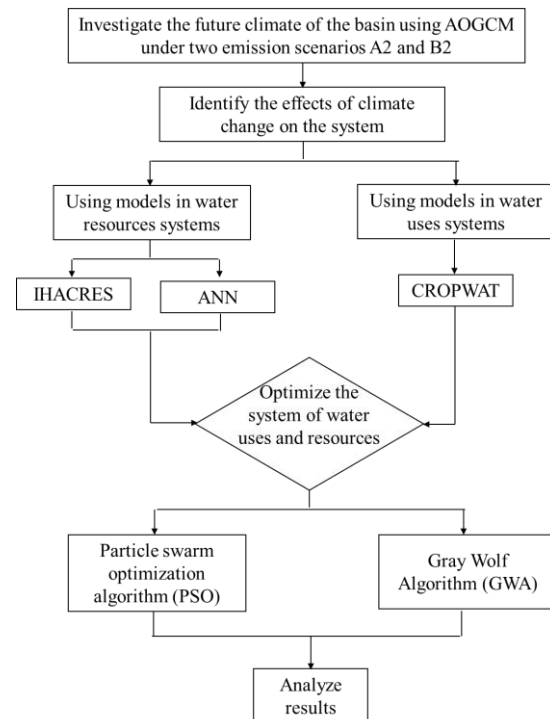 Investigate the future climate of the basin using AOGCM
under two emission scenarios A2 and B2
Identify the effects of climate
change on the system
Using models in water
resources systems
Using models in water
uses systems
IHACRES
ANN
CROPWAT
Optimize the
system of water
uses and resources
Particle swarm
optimization
algorithm (PSO)
Gray Wolf
Algorithm (GWA)
Analyze
results